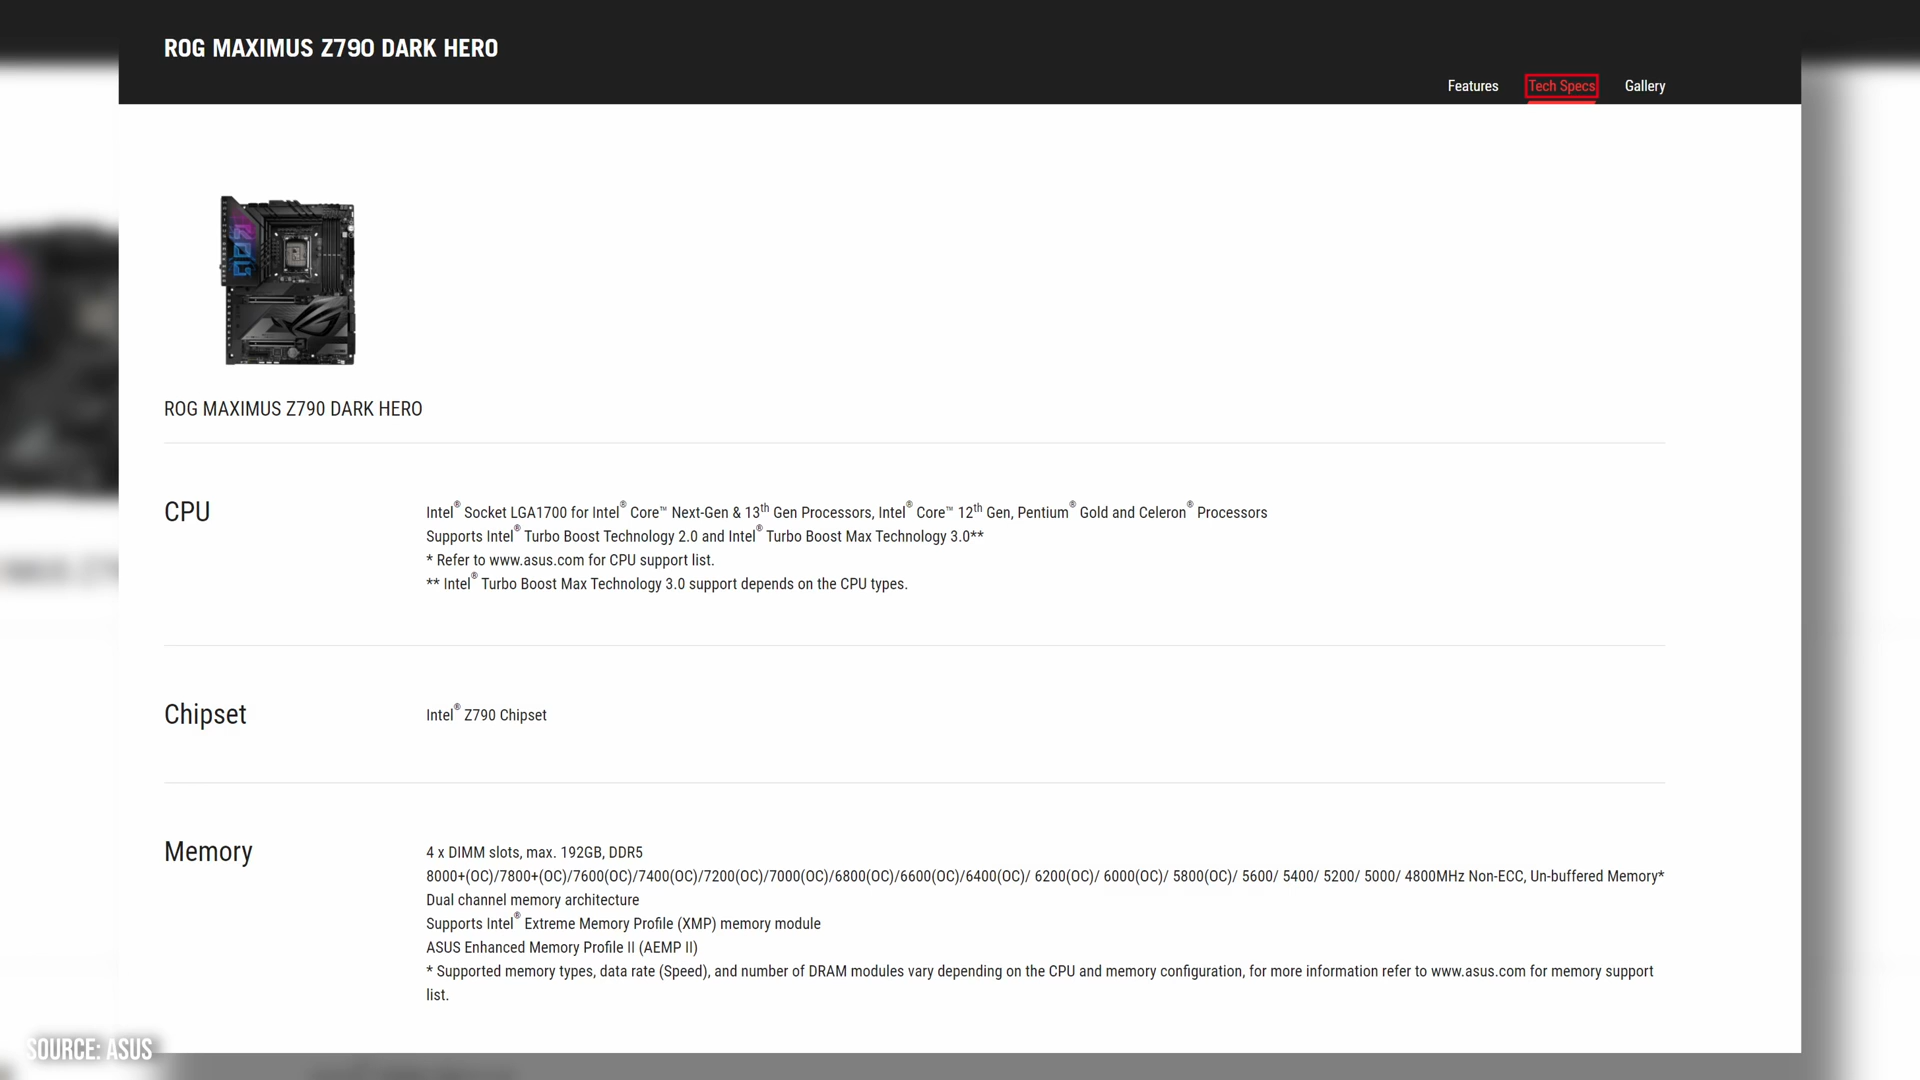 ROG MAXIMUS Z790 DARK HERO
Features
Tech Specs
Gallery
ROG MAXIMUS Z790 DARK HERO
CPU
Intel® Socket LGA1700 for Intel® Core™ Next-Gen & 13th Gen Processors, Intel® Core™ 12th Gen, Pentium® Gold and Celeron® Processors
Supports Intel® Turbo Boost Technology 2.0 and Intel® Turbo Boost Max Technology 3.0**
* Refer to www.asus.com for CPU support list.
** Intel® Turbo Boost Max Technology 3.0 support depends on the CPU types.
Chipset
Intel® Z790 Chipset
Memory
4 x DIMM slots, max. 192GB, DDR5
8000+(OC)/7800+(OC)/7600(OC)/7400(OC)/7200(OC)/7000(OC)/6800(OC)/6600(OC)/6400(OC)/ 6200(OC)/ 6000(OC)/ 5800(OC)/ 5600/ 5400/ 5200/ 5000/ 4800MHz Non-ECC, Un-buffered Memory*
Dual channel memory architecture
Supports Intel® Extreme Memory Profile (XMP) memory module
ASUS Enhanced Memory Profile II (AEMP II)
* Supported memory types, data rate (Speed), and number of DRAM modules vary depending on the CPU and memory configuration, for more information refer to www.asus.com for memory support
list.
SOURCE: ASUS